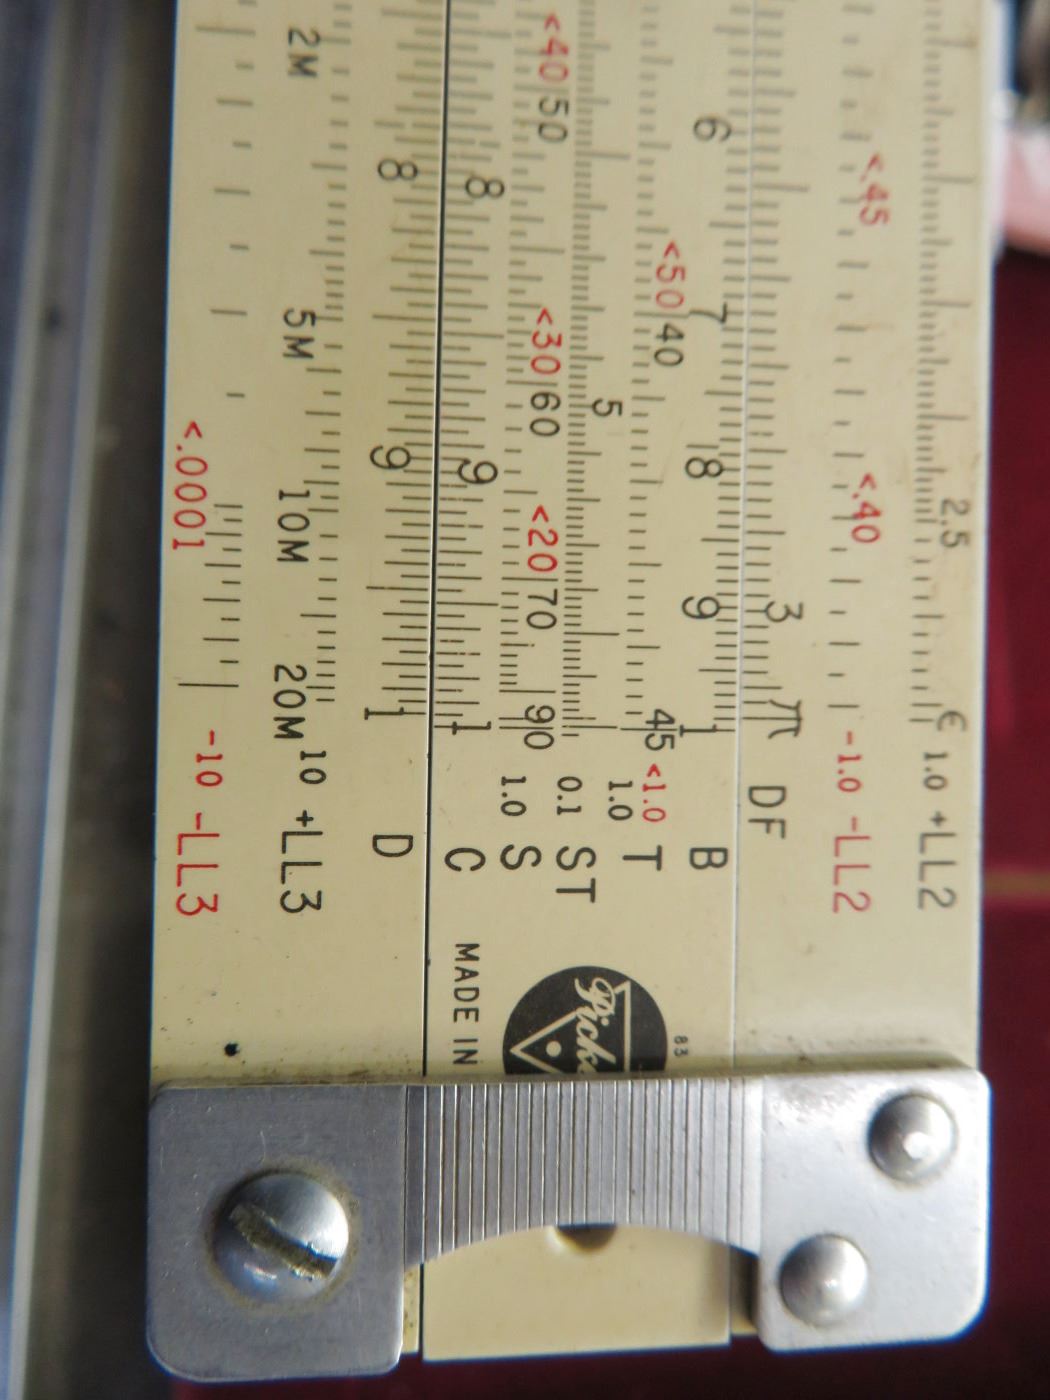 2.5 e 1.0 +LL2
<.45 <.40 -1.0 -LL2
3 π DF
6 7 8 9 1 B
<50|40 45 <1.0 1.0 T
5 0.1 ST
<40|50 <30|60 <20|70 90 1.0 S
8 9 1 C
8 9 1 D
2M 5M 10M 20M 10 +LL3
<.0001 -10 -LL3
83
Pick
MADE IN